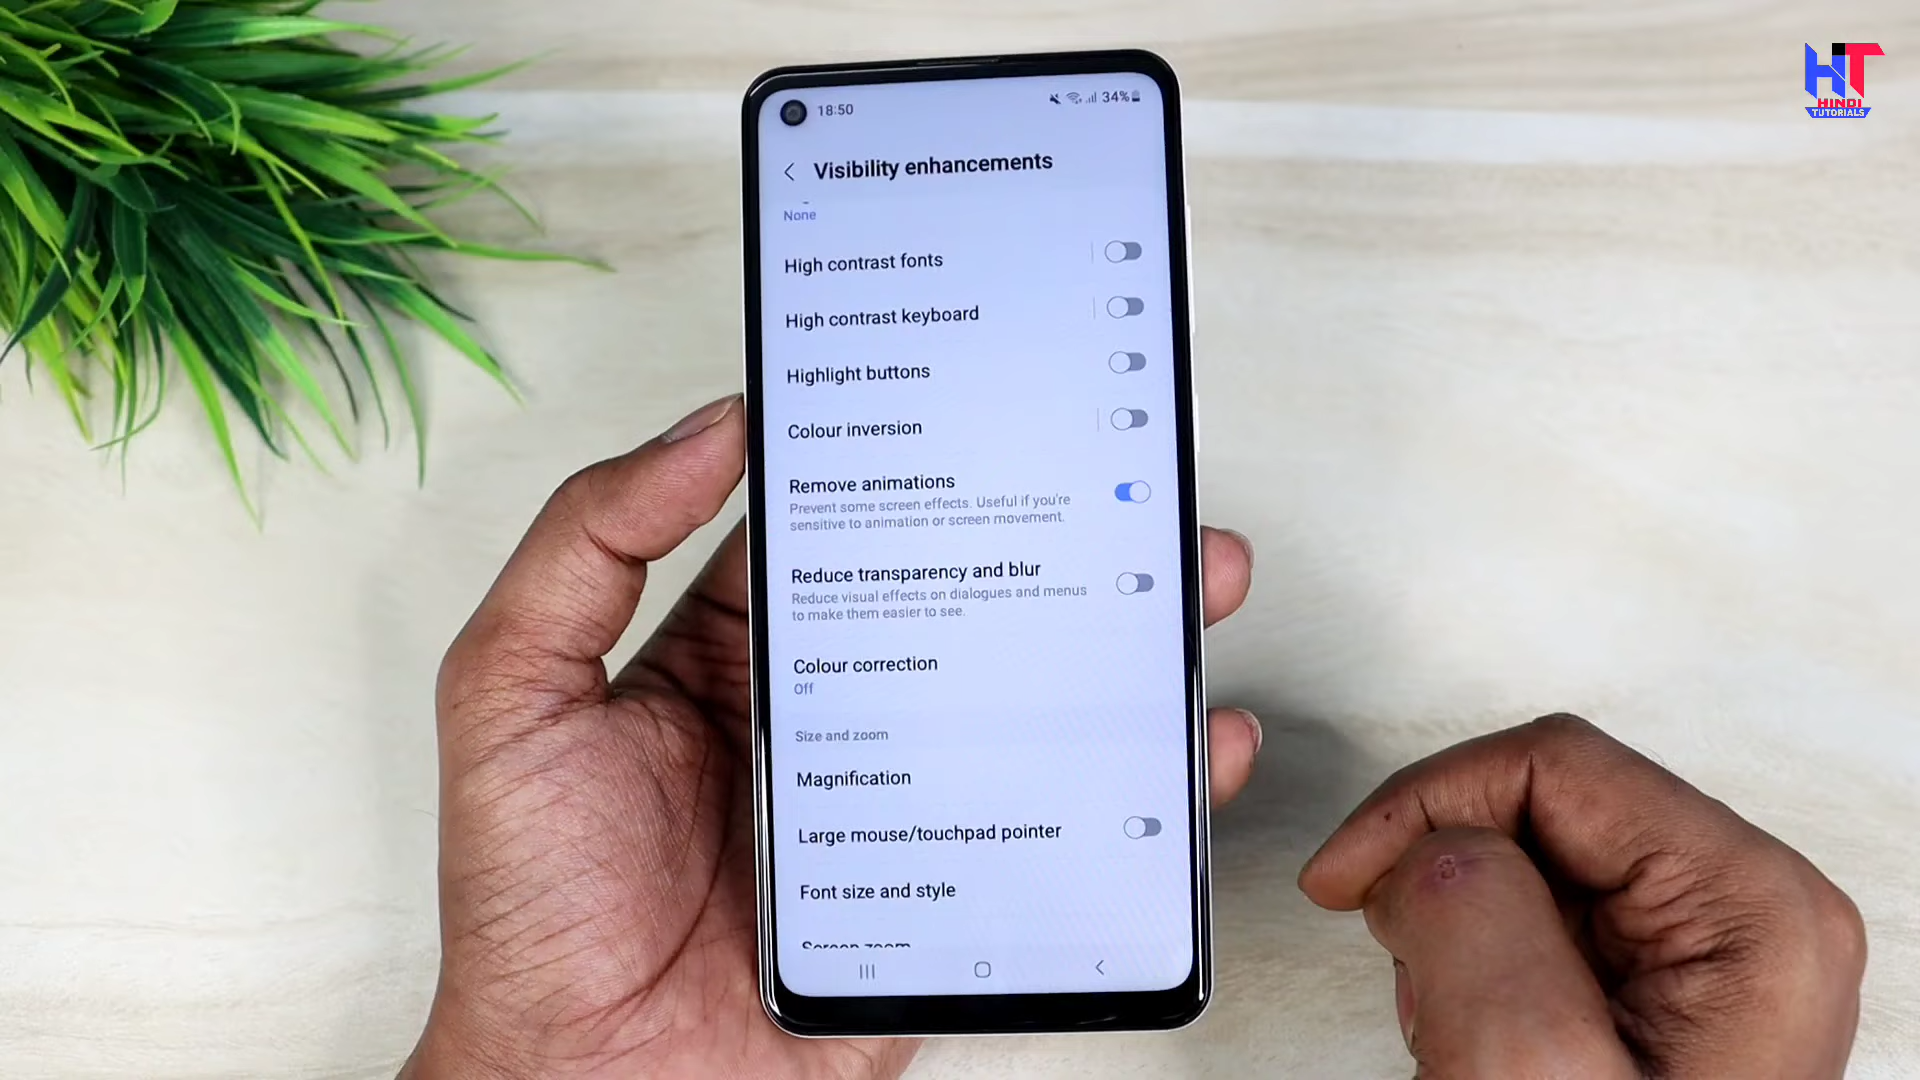 HT
HINDI
TUTORIALS
18:50
34%
Visibility enhancements
None
High contrast fonts
High contrast keyboard
Highlight buttons
Colour inversion
Remove animations
Prevent some screen effects. Useful if you're
sensitive to animation or screen movement.
Reduce transparency and blur
Reduce visual effects on dialogues and menus
to make them easier to see.
Colour correction
Off
Size and zoom
Magnification
Large mouse/touchpad pointer
Font size and style
Screen zoom